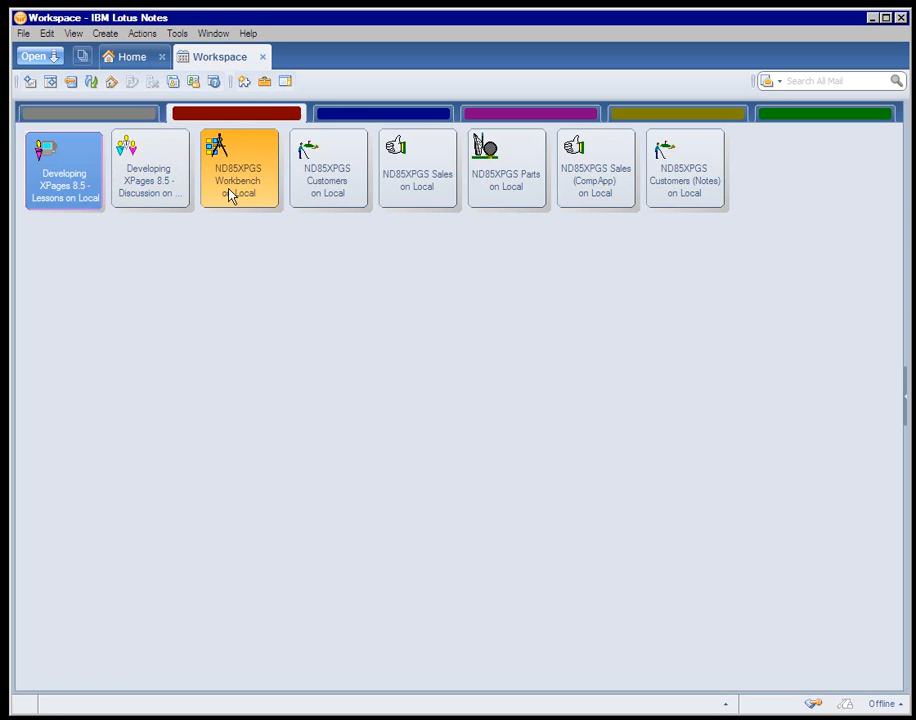 Workspace - IBM Lotus Notes
File Edit View Create Actions Tools Window Help
Open Home Workspace
Search All Mail
Developing
XPages 8.5 -
Lessons on Local
Developing
XPages 8.5 -
Discussion on ...
ND85XPGS
Workbench
on Local
ND85XPGS
Customers
on Local
ND85XPGS Sales
on Local
ND85XPGS Parts
on Local
ND85XPGS Sales
(CompApp)
on Local
ND85XPGS
Customers (Notes)
on Local
Offline